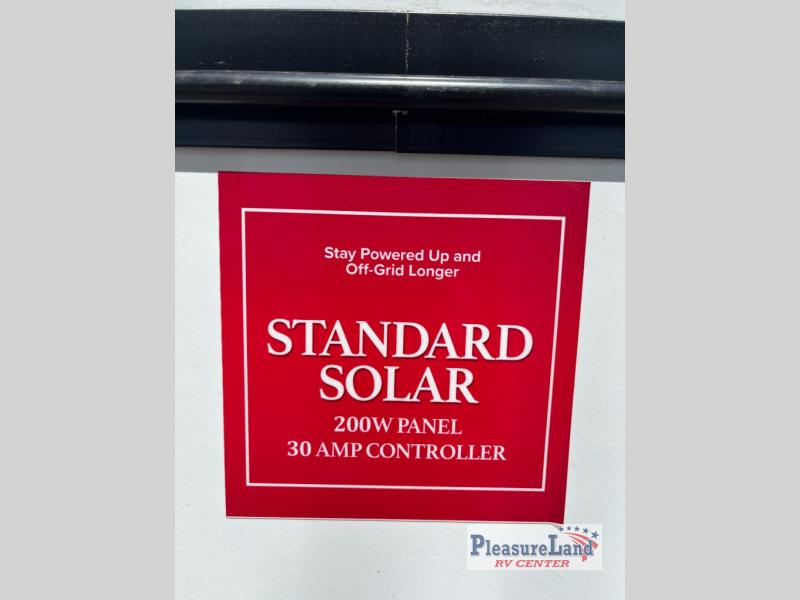 Stay Powered Up and
Off-Grid Longer
STANDARD
SOLAR
200W PANEL
30 AMP CONTROLLER
PleasureLand
RV CENTER